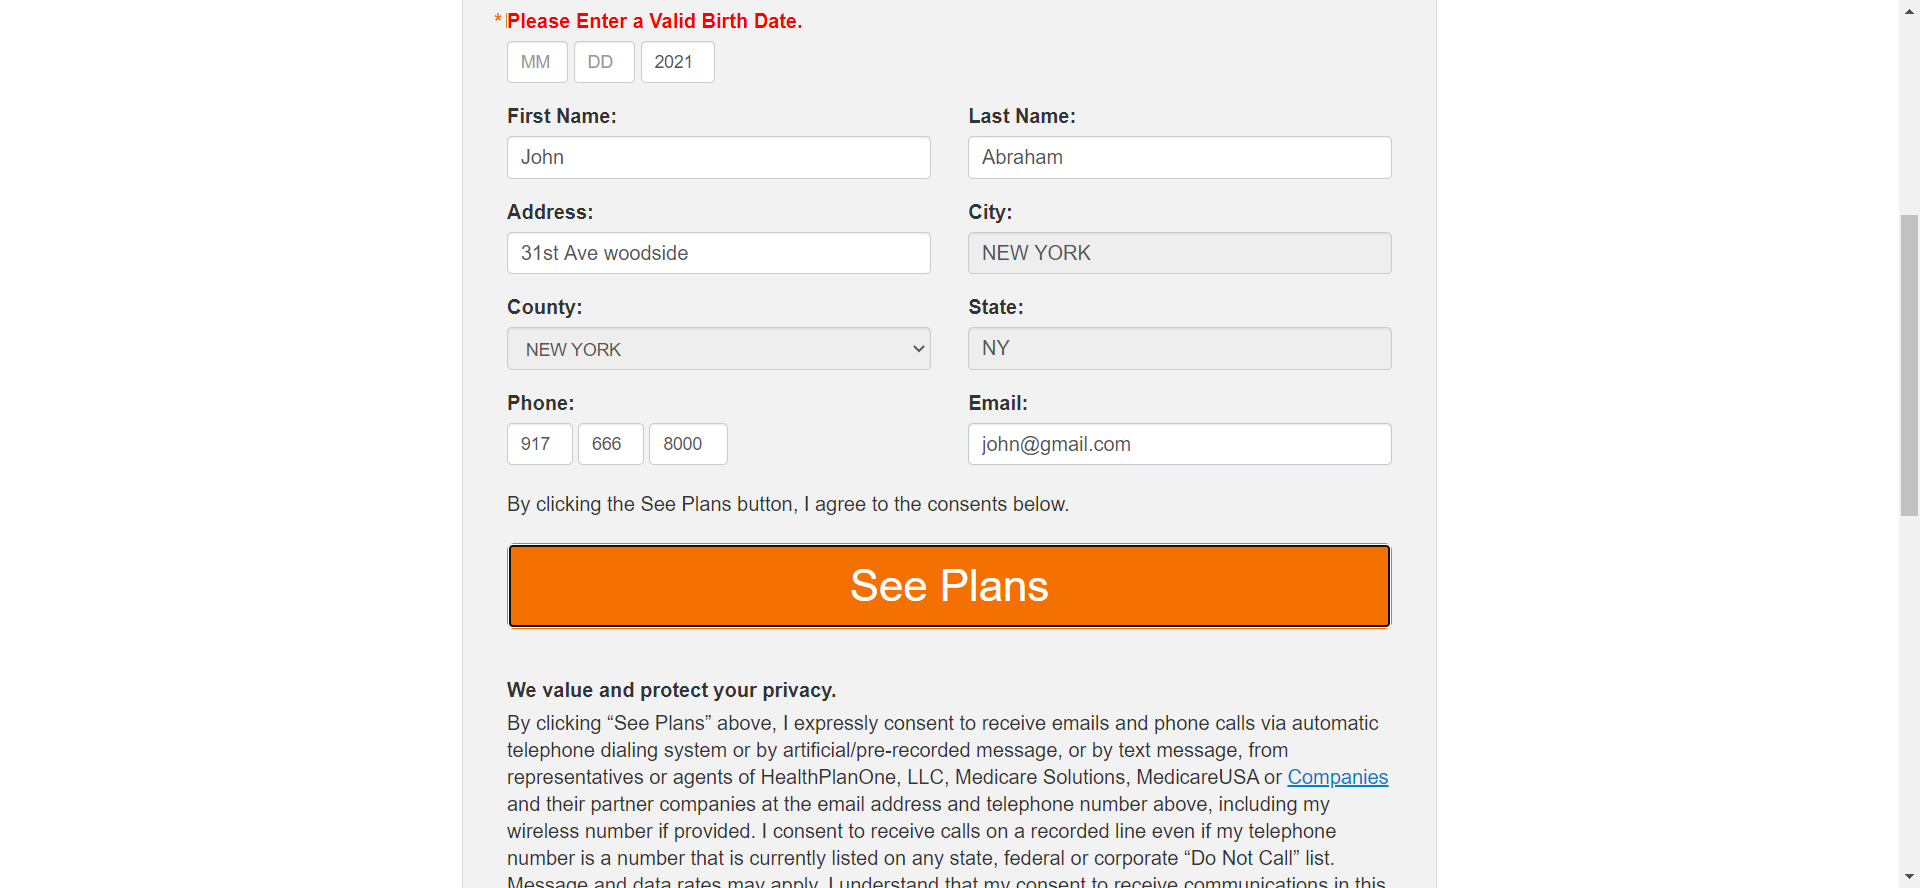 *Please Enter a Valid Birth Date.
MM DD 2021
First Name: Last Name:
John Abraham
Address: City:
31st Ave woodside NEW YORK
County: State:
NEW YORK NY
Phone: Email:
917 666 8000 john@gmail.com
By clicking the See Plans button, I agree to the consents below.
See Plans
We value and protect your privacy.
By clicking “See Plans” above, I expressly consent to receive emails and phone calls via automatic
telephone dialing system or by artificial/pre-recorded message, or by text message, from
representatives or agents of HealthPlanOne, LLC, Medicare Solutions, MedicareUSA or Companies
and their partner companies at the email address and telephone number above, including my
wireless number if provided. I consent to receive calls on a recorded line even if my telephone
number is a number that is currently listed on any state, federal or corporate “Do Not Call” list.
Message and data rates may apply. I understand that my consent to receive communications in this